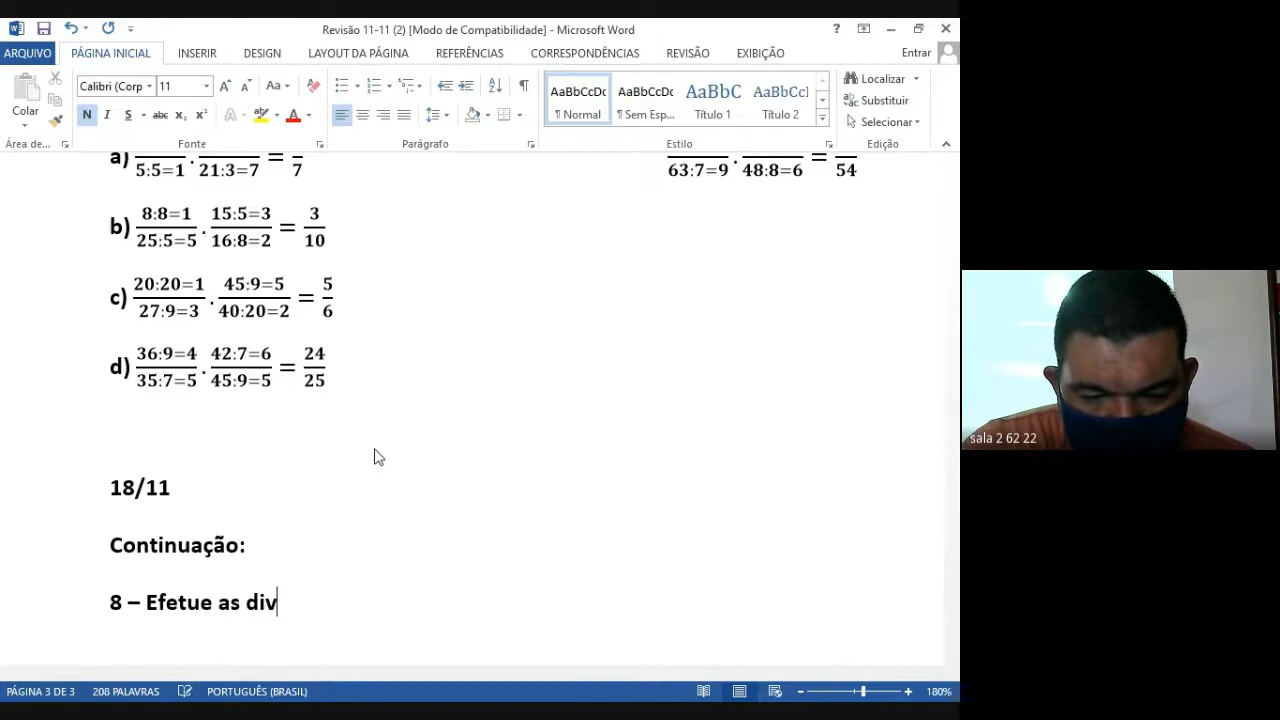 Revisão 11-11 (2) [Modo de Compatibilidade] - Microsoft Word
ARQUIVO PÁGINA INICIAL INSERIR DESIGN LAYOUT DA PÁGINA REFERÊNCIAS CORRESPONDÊNCIAS REVISÃO EXIBIÇÃO Entrar
Colar
Calibri (Corp 11
N I S abc x₂ x²
AaBbCcDc AaBbCcDc AaBbC AaBbCcI
¶ Normal ¶ Sem Esp... Título 1 Título 2
Localizar
Substituir
Selecionar
Área de... Fonte Parágrafo Estilo Edição
a) /5:5=1 . /21:3=7 = /7
/63:7=9 . /48:8=6 = /54
b) 8:8=1/25:5=5 . 15:5=3/16:8=2 = 3/10
c) 20:20=1/27:9=3 . 45:9=5/40:20=2 = 5/6
d) 36:9=4/35:7=5 . 42:7=6/45:9=5 = 24/25
18/11
Continuação:
8 – Efetue as div
PÁGINA 3 DE 3 208 PALAVRAS PORTUGUÊS (BRASIL) 180%
sala 2 62 22